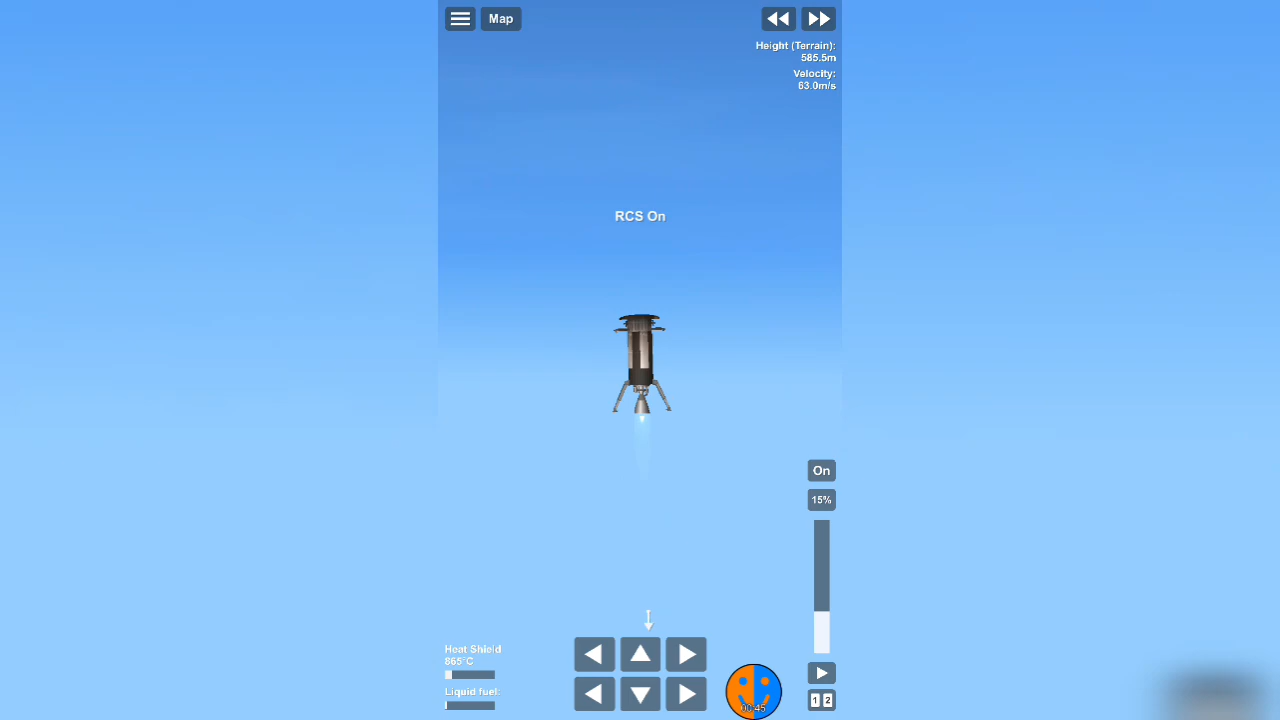 Map
Height (Terrain):
585.5m
Velocity:
63.0m/s
RCS On
On
15%
Heat Shield
865°C
Liquid fuel:
00:45
1 2